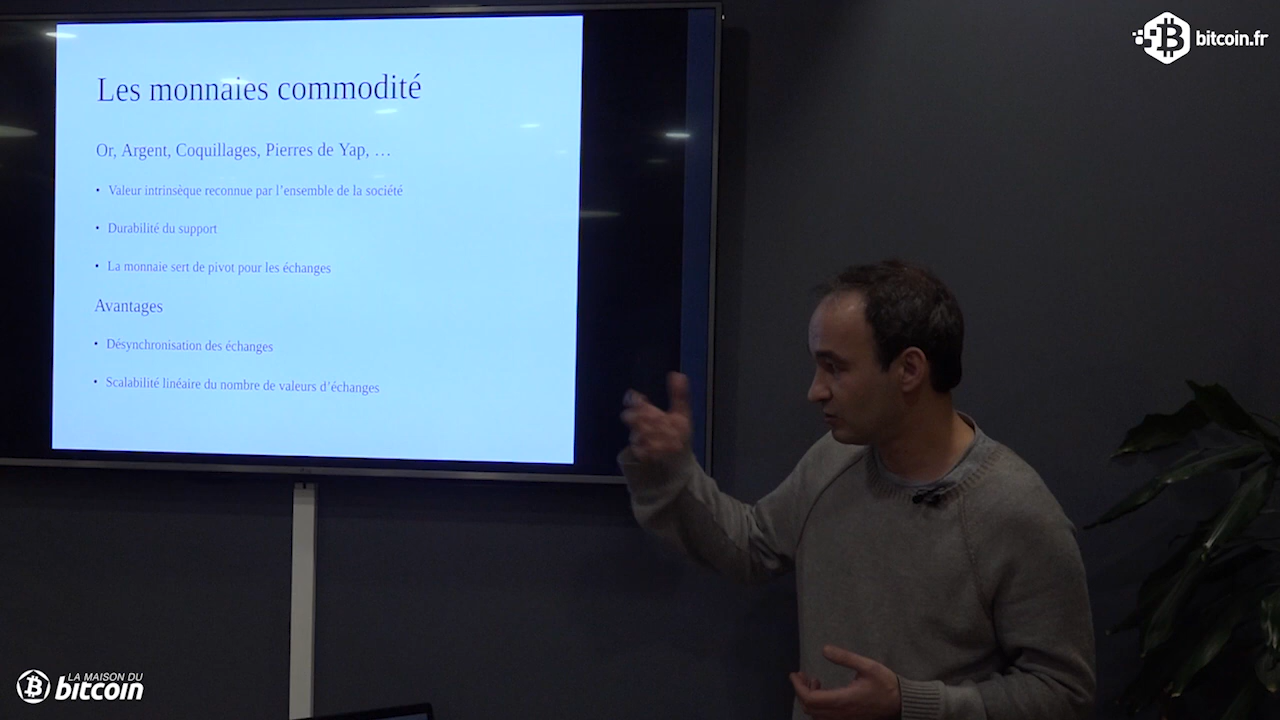 bitcoin.fr
Les monnaies commodité
Or, Argent, Coquillages, Pierres de Yap, …
• Valeur intrinsèque reconnue par l’ensemble de la société
• Durabilité du support
• La monnaie sert de pivot pour les échanges
Avantages
• Désynchronisation des échanges
• Scalabilité linéaire du nombre de valeurs d’échanges
LA MAISON DU
bitcoin